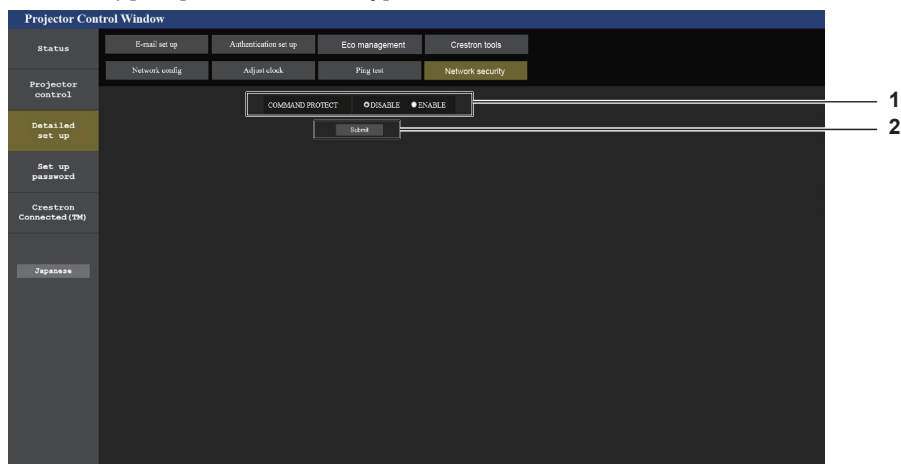 Projector Control Window
Status
E-mail set up
Authentication set up
Eco management
Crestron tools
Network config
Adjust clock
Ping test
Network security
Projector
control
COMMAND PROTECT DISABLE ENABLE
1
Submit
2
Detailed
set up
Set up
password
Crestron
Connected(TM)
Japanese